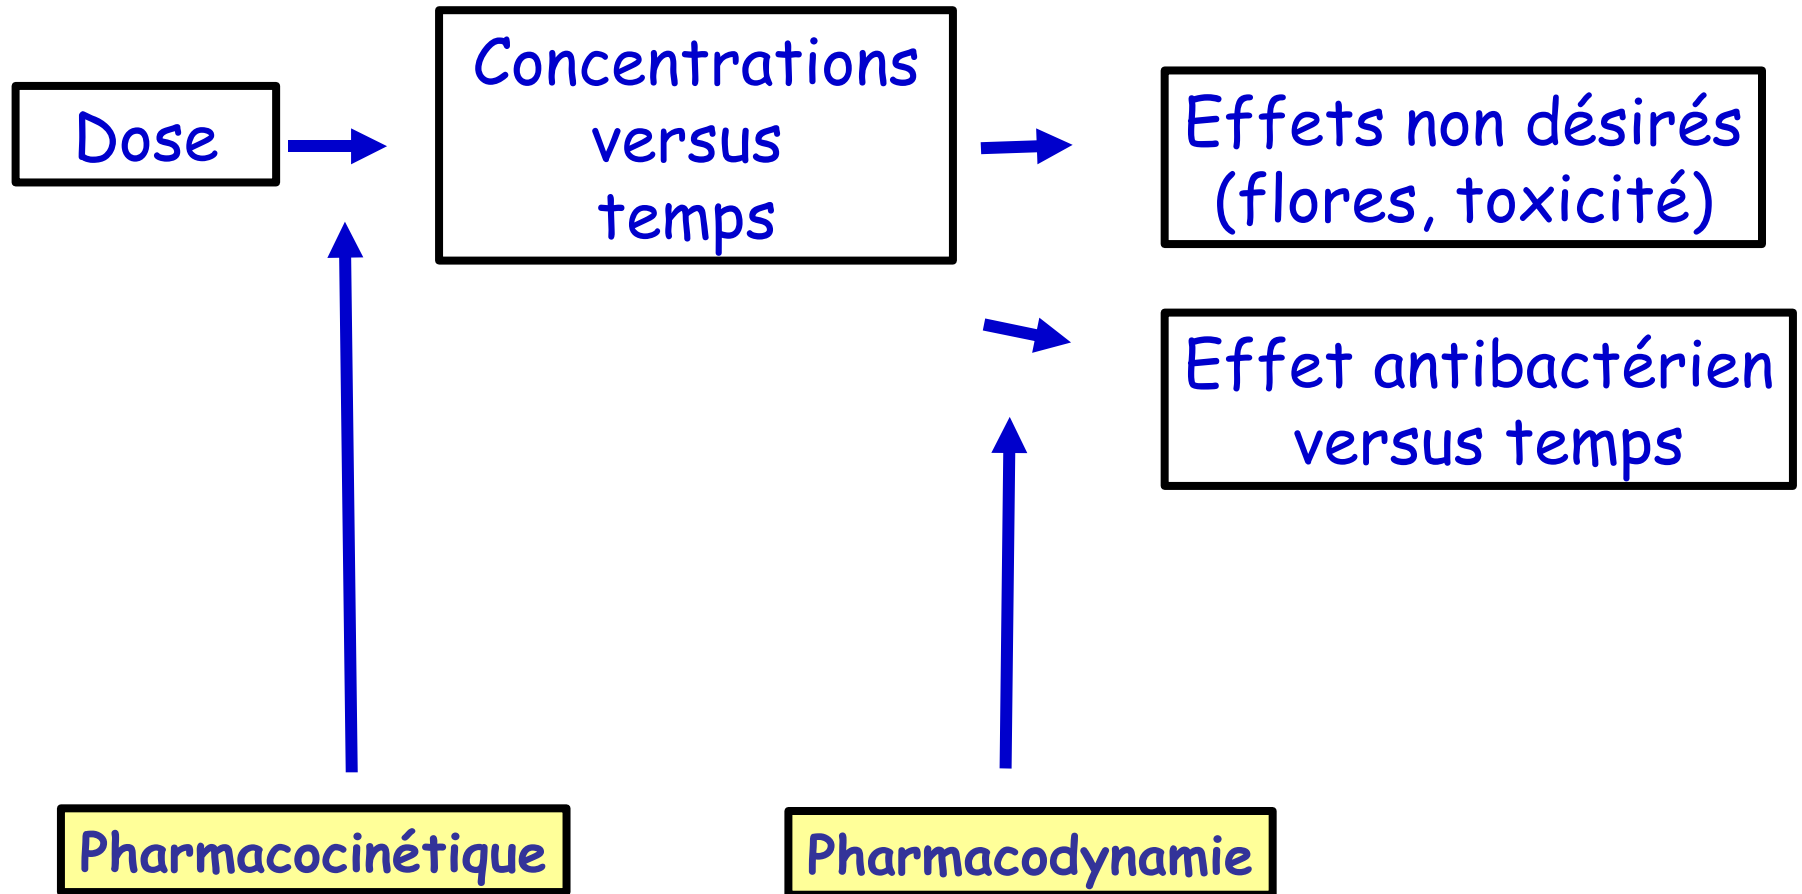 Dose
Concentrations
versus
temps
Effets non désirés
(flores, toxicité)
Effet antibactérien
versus temps
Pharmacocinétique
Pharmacodynamie